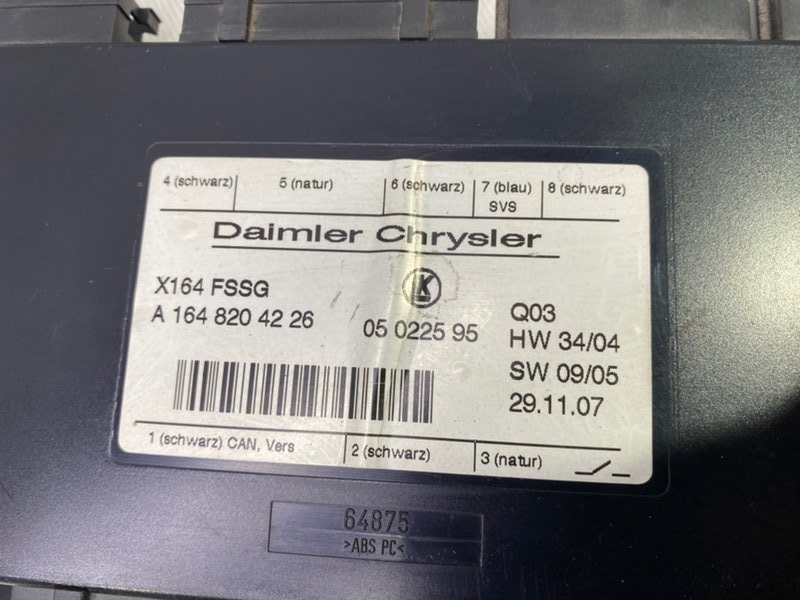 4 (schwarz) 5 (natur) 6 (schwarz) 7 (blau) 8 (schwarz)
SVS
Daimler Chrysler
X164 FSSG
K
A 164 820 42 26
05 0225 95
Q03
HW 34/04
SW 09/05
29.11.07
1 (schwarz) CAN, Vers 2 (schwarz) 3 (natur)
64875
>ABS PC<